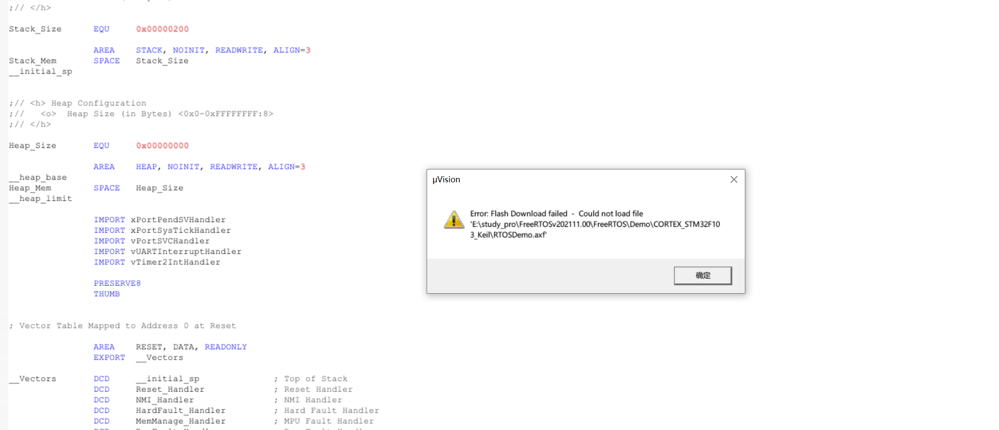 ;// </h>
Stack_Size EQU 0x00000200
AREA STACK, NOINIT, READWRITE, ALIGN=3
Stack_Mem SPACE Stack_Size
__initial_sp
;// <h> Heap Configuration
;// <o> Heap Size (in Bytes) <0x0-0xFFFFFFFF:8>
;// </h>
Heap_Size EQU 0x00000000
AREA HEAP, NOINIT, READWRITE, ALIGN=3
__heap_base
Heap_Mem SPACE Heap_Size
__heap_limit
IMPORT xPortPendSVHandler
IMPORT xPortSysTickHandler
IMPORT vPortSVCHandler
IMPORT vUARTInterruptHandler
IMPORT vTimer2IntHandler
PRESERVE8
THUMB
; Vector Table Mapped to Address 0 at Reset
AREA RESET, DATA, READONLY
EXPORT __Vectors
__Vectors DCD __initial_sp ; Top of Stack
DCD Reset_Handler ; Reset Handler
DCD NMI_Handler ; NMI Handler
DCD HardFault_Handler ; Hard Fault Handler
DCD MemManage_Handler ; MPU Fault Handler
µVision
Error: Flash Download failed - Could not load file
'E:\study_pro\FreeRTOSv202111.00\FreeRTOS\Demo\CORTEX_STM32F10
3_Keil\RTOSDemo.axf'
确定